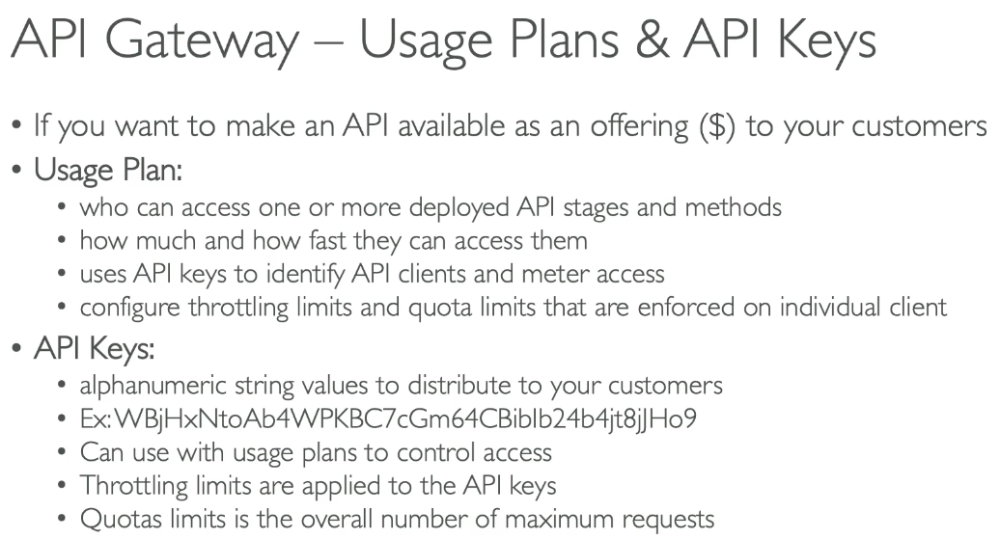 API Gateway – Usage Plans & API Keys
• If you want to make an API available as an offering ($) to your customers
• Usage Plan:
• who can access one or more deployed API stages and methods
• how much and how fast they can access them
• uses API keys to identify API clients and meter access
• configure throttling limits and quota limits that are enforced on individual client
• API Keys:
• alphanumeric string values to distribute to your customers
• Ex: WBjHxNtoAb4WPKBC7cGm64CBibIb24b4jt8jJHo9
• Can use with usage plans to control access
• Throttling limits are applied to the API keys
• Quotas limits is the overall number of maximum requests